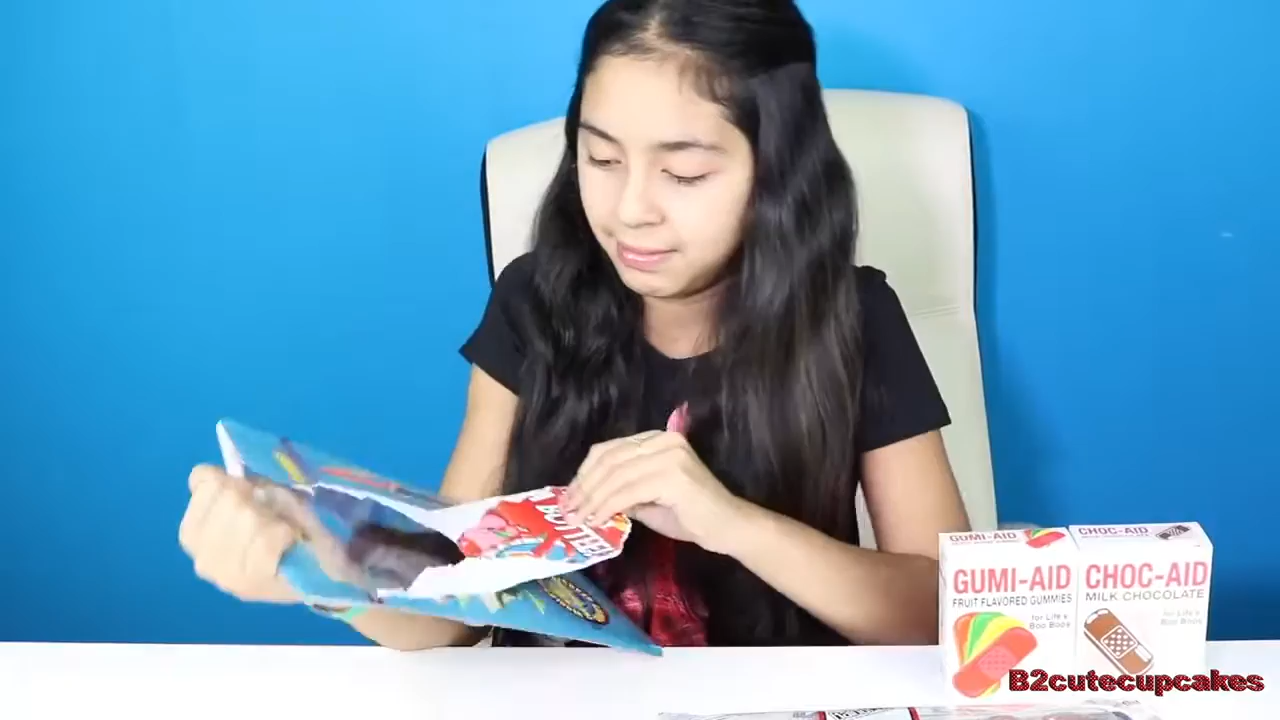 GUMI-AID
CHOC-AID
GUMI-AID
FRUIT FLAVORED GUMMIES
for Life's
Boo Boos
CHOC-AID
MILK CHOCOLATE
for Life's
Boo Boos
B2cutecupcakes